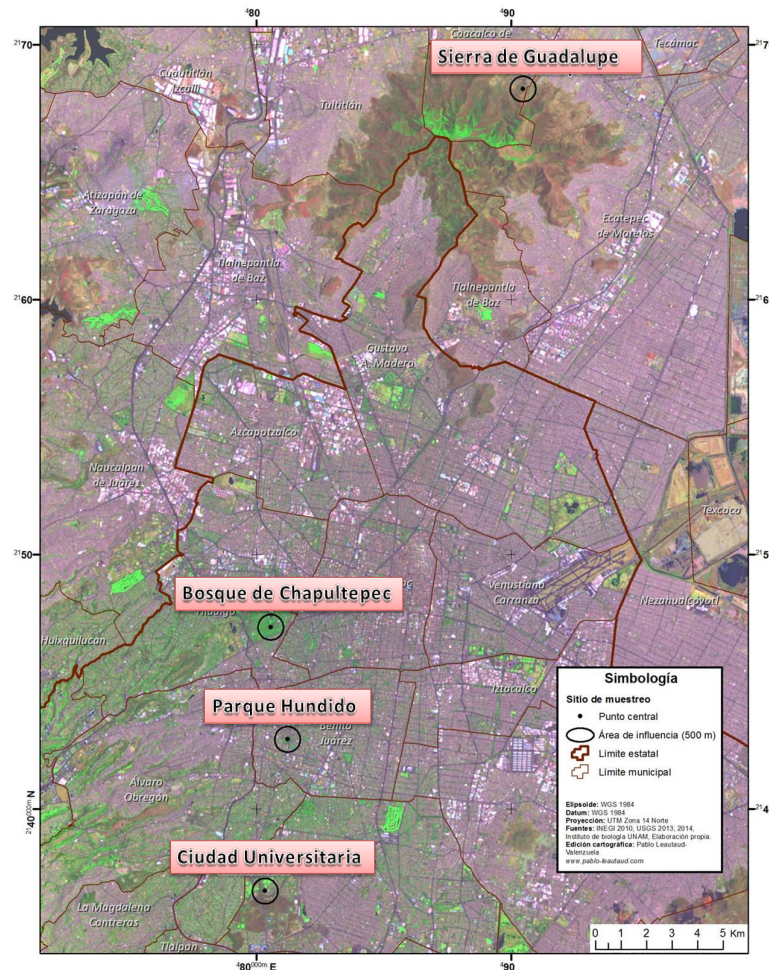 ⁴80
⁴90
²¹70
Coacalco de
Tecámac
Sierra de Guadalupe
Cuautitlán
Izcalli
Tultitlán
Atizapán de
Zaragoza
Ecatepec
de Morelos
Tlalnepantla
de Baz
Tlalnepantla
de Baz
²¹60
²¹6
Gustavo
A. Madero
Azcapotzalco
Naucalpan
de Juárez
Texcoco
²¹50
²¹5
Bosque de Chapultepec
Hidalgo
Venustiano
Carranza
Nezahualcóyotl
Huixquilucan
Iztacalco
Parque Hundido
Benito
Juárez
Álvaro
Obregón
²¹40⁰⁰⁰ᵐ N
Ciudad Universitaria
La Magdalena
Contreras
Tlalpan
⁴80⁰⁰⁰ᵐ E
⁴90
Simbología
Sitio de muestreo
Punto central
Área de influencia (500 m)
Límite estatal
Límite municipal
Elipsoide: WGS 1984
Datum: WGS 1984
Proyección: UTM Zona 14 Norte
Fuentes: INEGI 2010, USGS 2013, 2014,
Instituto de biología UNAM, Elaboración propia.
Edición cartográfica: Pablo Leautaud-
Valenzuela
www.pablo-leautaud.com
0 1 2 3 4 5 Km